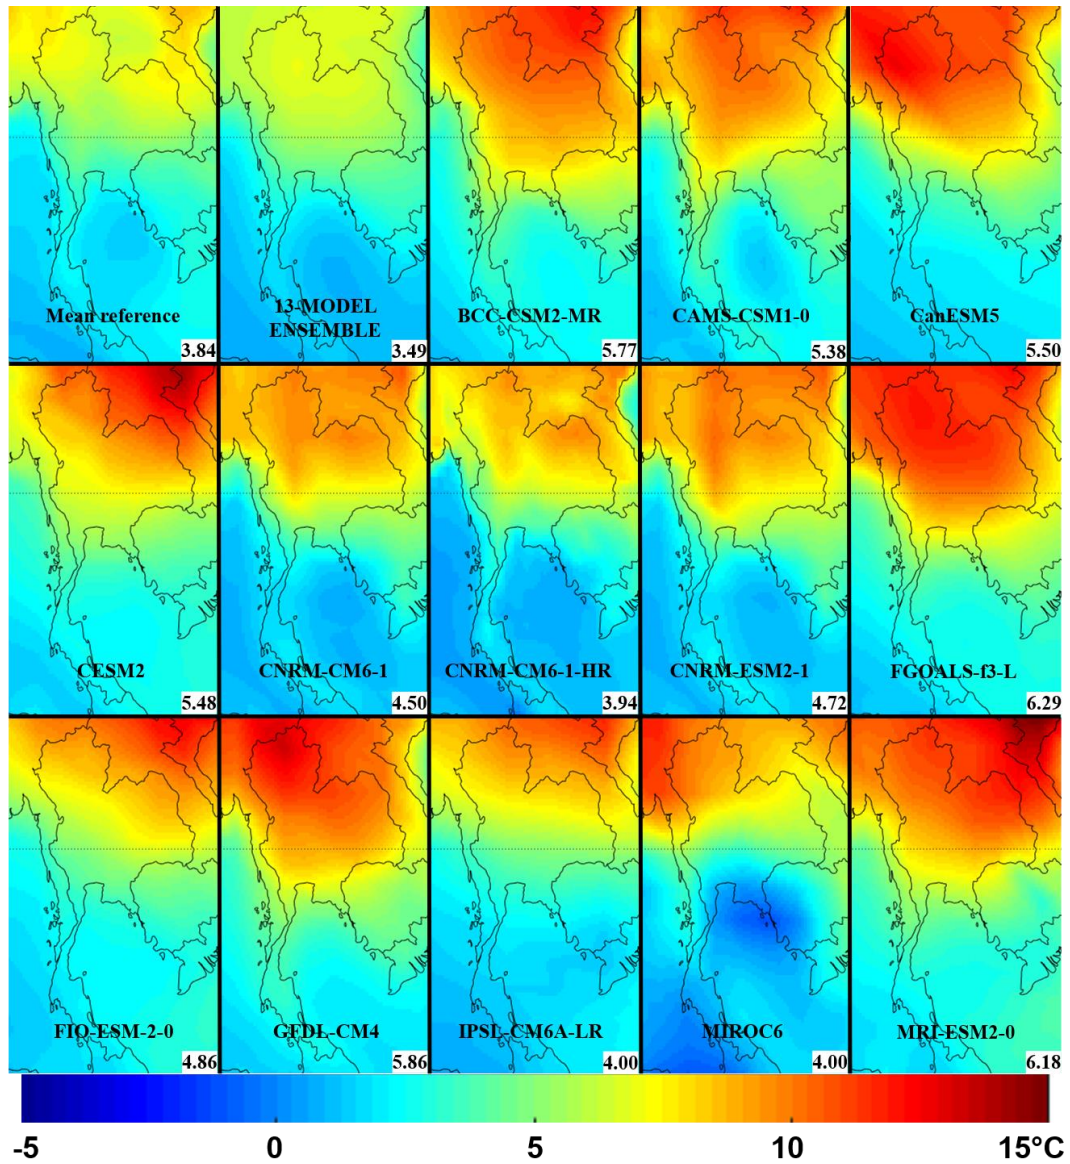 Mean reference
3.84
13-MODEL
ENSEMBLE
3.49
BCC-CSM2-MR
5.77
CAMS-CSM1-0
5.38
CanESM5
5.50
CESM2
5.48
CNRM-CM6-1
4.50
CNRM-CM6-1-HR
3.94
CNRM-ESM2-1
4.72
FGOALS-f3-L
6.29
FIO-ESM-2-0
4.86
GFDL-CM4
5.86
IPSL-CM6A-LR
4.00
MIROC6
4.00
MRI-ESM2-0
6.18
-5 0 5 10 15°C